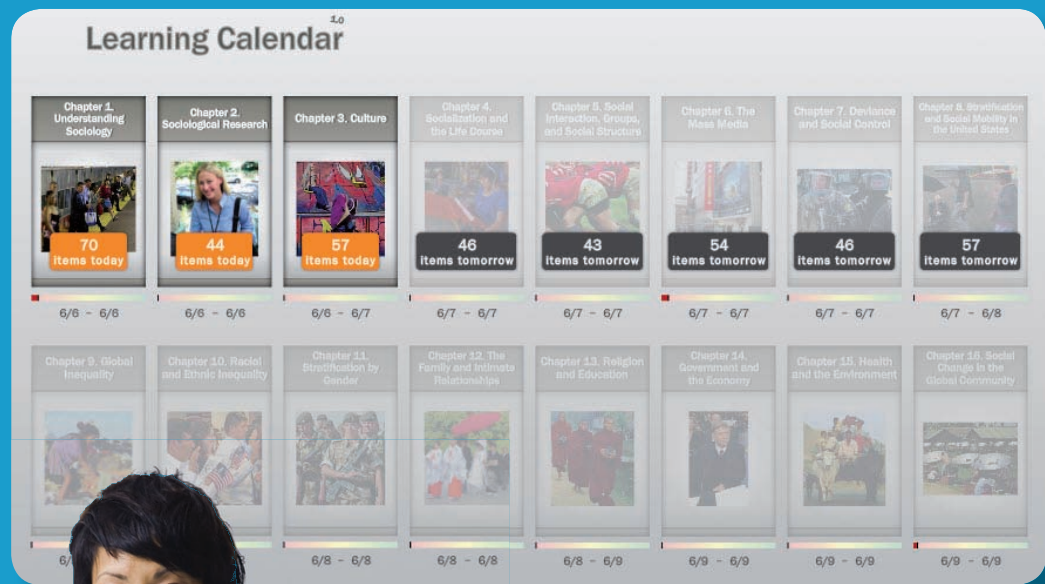 1.0
Learning Calendar
Chapter 1.
Understanding
Sociology
Chapter 2.
Sociological Research
Chapter 3. Culture
Chapter 4.
Socialization and
the Life Course
Chapter 5. Social
Interaction, Groups,
and Social Structure
Chapter 6. The
Mass Media
Chapter 7. Deviance
and Social Control
Chapter 8. Stratification
and Social Mobility in
the United States
70
items today
44
items today
57
items today
46
items tomorrow
43
items tomorrow
54
items tomorrow
46
items tomorrow
57
items tomorrow
6/6 - 6/6
6/6 - 6/6
6/6 - 6/7
6/7 - 6/7
6/7 - 6/7
6/7 - 6/7
6/7 - 6/7
6/7 - 6/8
Chapter 9. Global
Inequality
Chapter 10. Racial
and Ethnic Inequality
Chapter 11.
Stratification by
Gender
Chapter 12. The
Family and Intimate
Relationships
Chapter 13. Religion
and Education
Chapter 14.
Government and
the Economy
Chapter 15. Health
and the Environment
Chapter 16. Social
Change in the
Global Community
6/
6/8 - 6/8
6/8 - 6/8
6/8 - 6/9
6/9 - 6/9
6/9 - 6/9
6/9 - 6/9